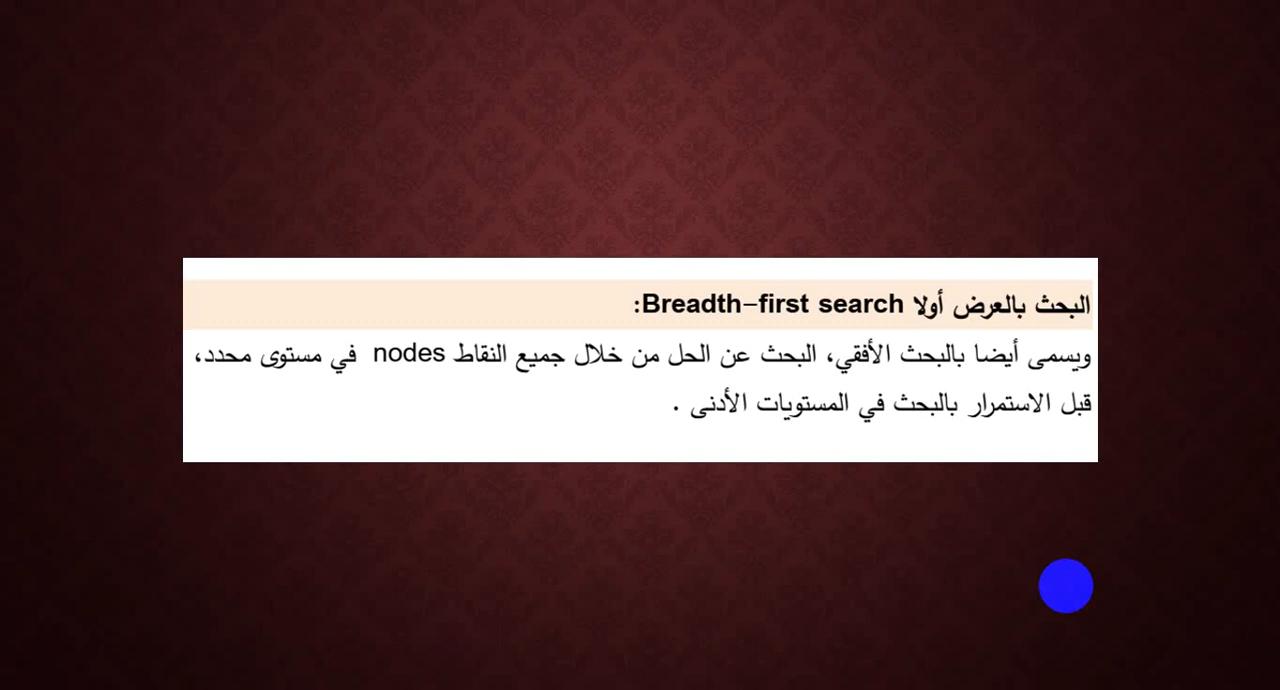 البحث بالعرض أولا Breadth–first search:
ويسمى أيضا بالبحث الأفقي، البحث عن الحل من خلال جميع النقاط nodes في مستوى محدد،
قبل الاستمرار بالبحث في المستويات الأدنى .